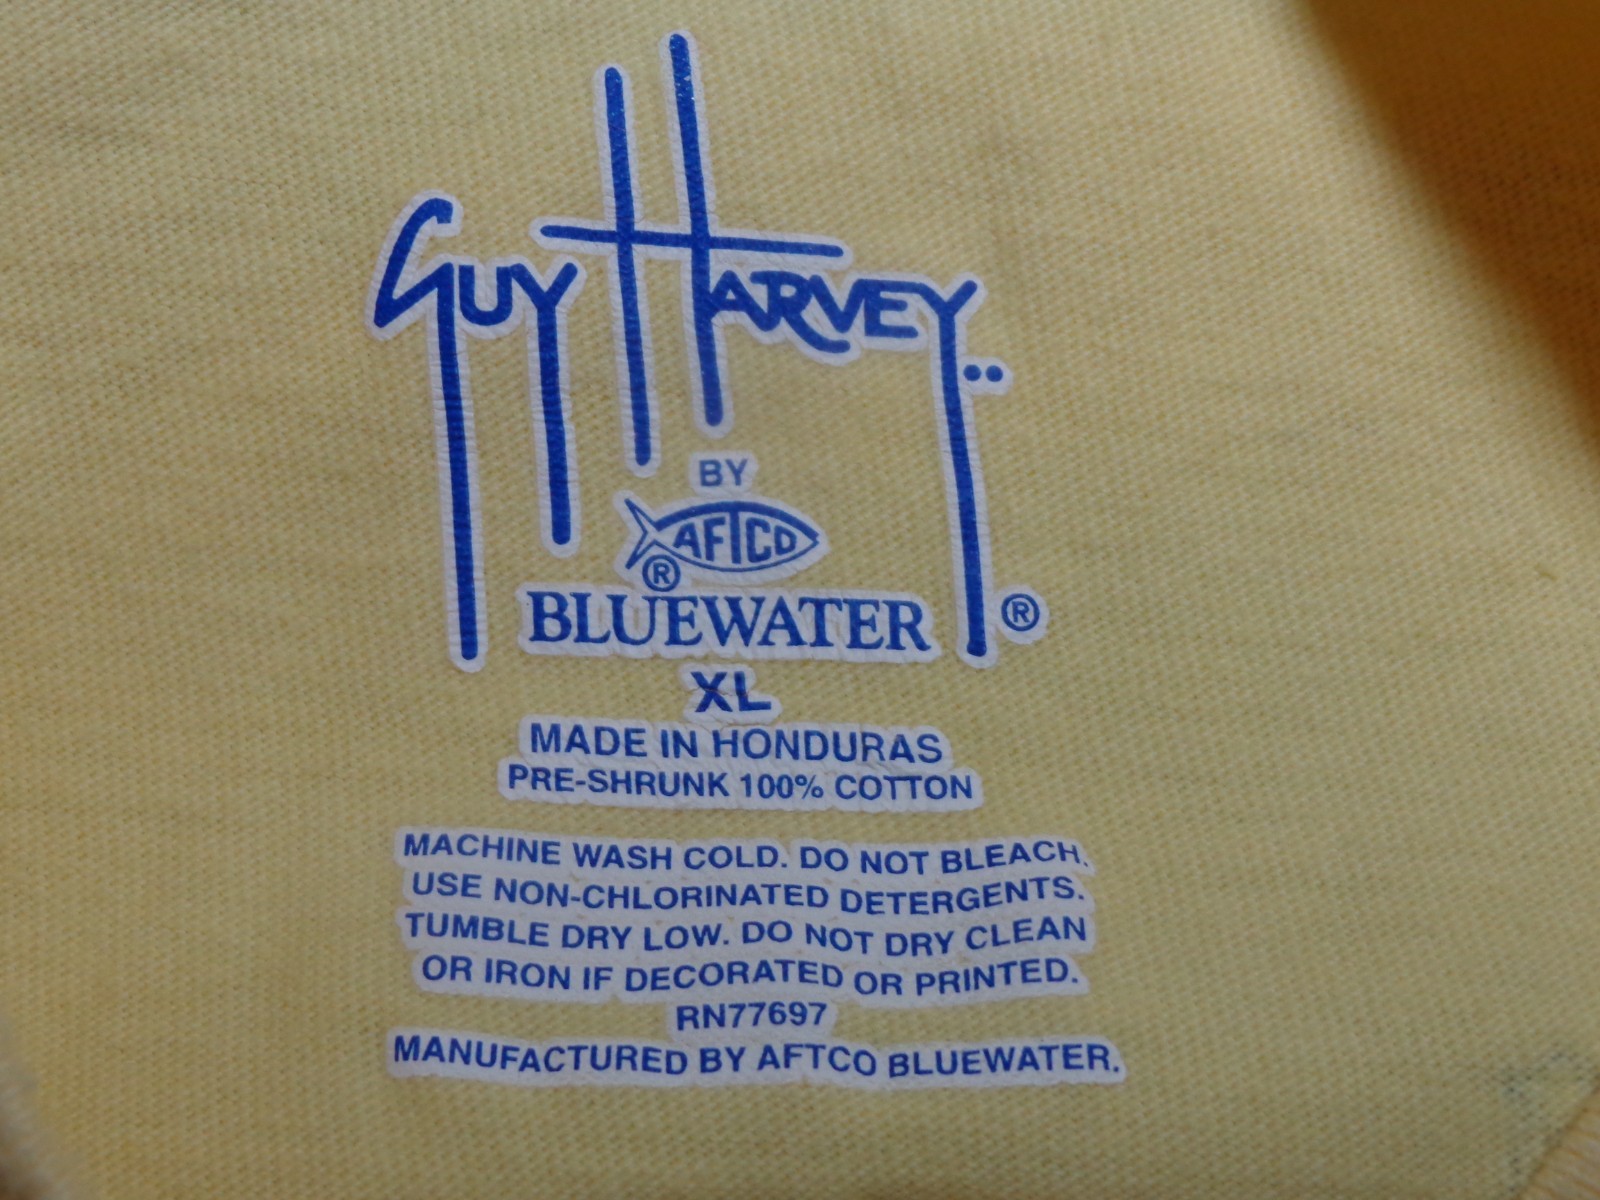 GUY HARVEY
BY
AFTCO
®
BLUEWATER ®
XL
MADE IN HONDURAS
PRE-SHRUNK 100% COTTON
MACHINE WASH COLD. DO NOT BLEACH.
USE NON-CHLORINATED DETERGENTS.
TUMBLE DRY LOW. DO NOT DRY CLEAN
OR IRON IF DECORATED OR PRINTED.
RN77697
MANUFACTURED BY AFTCO BLUEWATER.